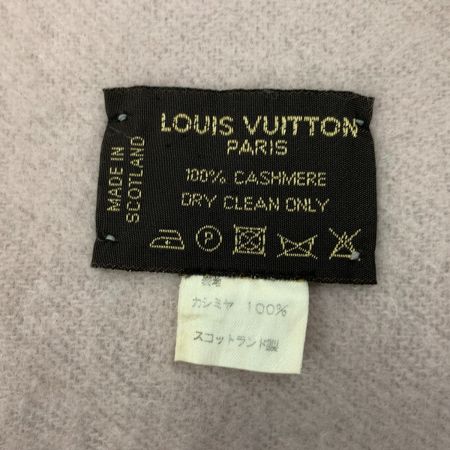 LOUIS VUITTON
PARIS
MADE IN
SCOTLAND
100% CASHMERE
DRY CLEAN ONLY
P
カシミヤ 100%
スコットランド製